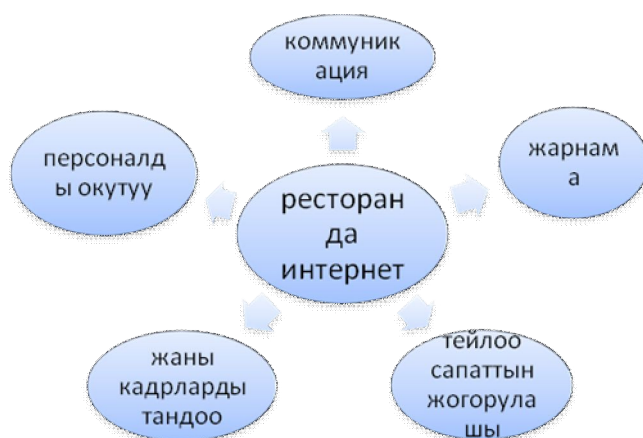 коммуник
ация
жарнам
а
персоналд
ы окутуу
ресторан
да
интернет
жаны
кадрларды
тандоо
тейлоо
сапаттын
жогорула
шы